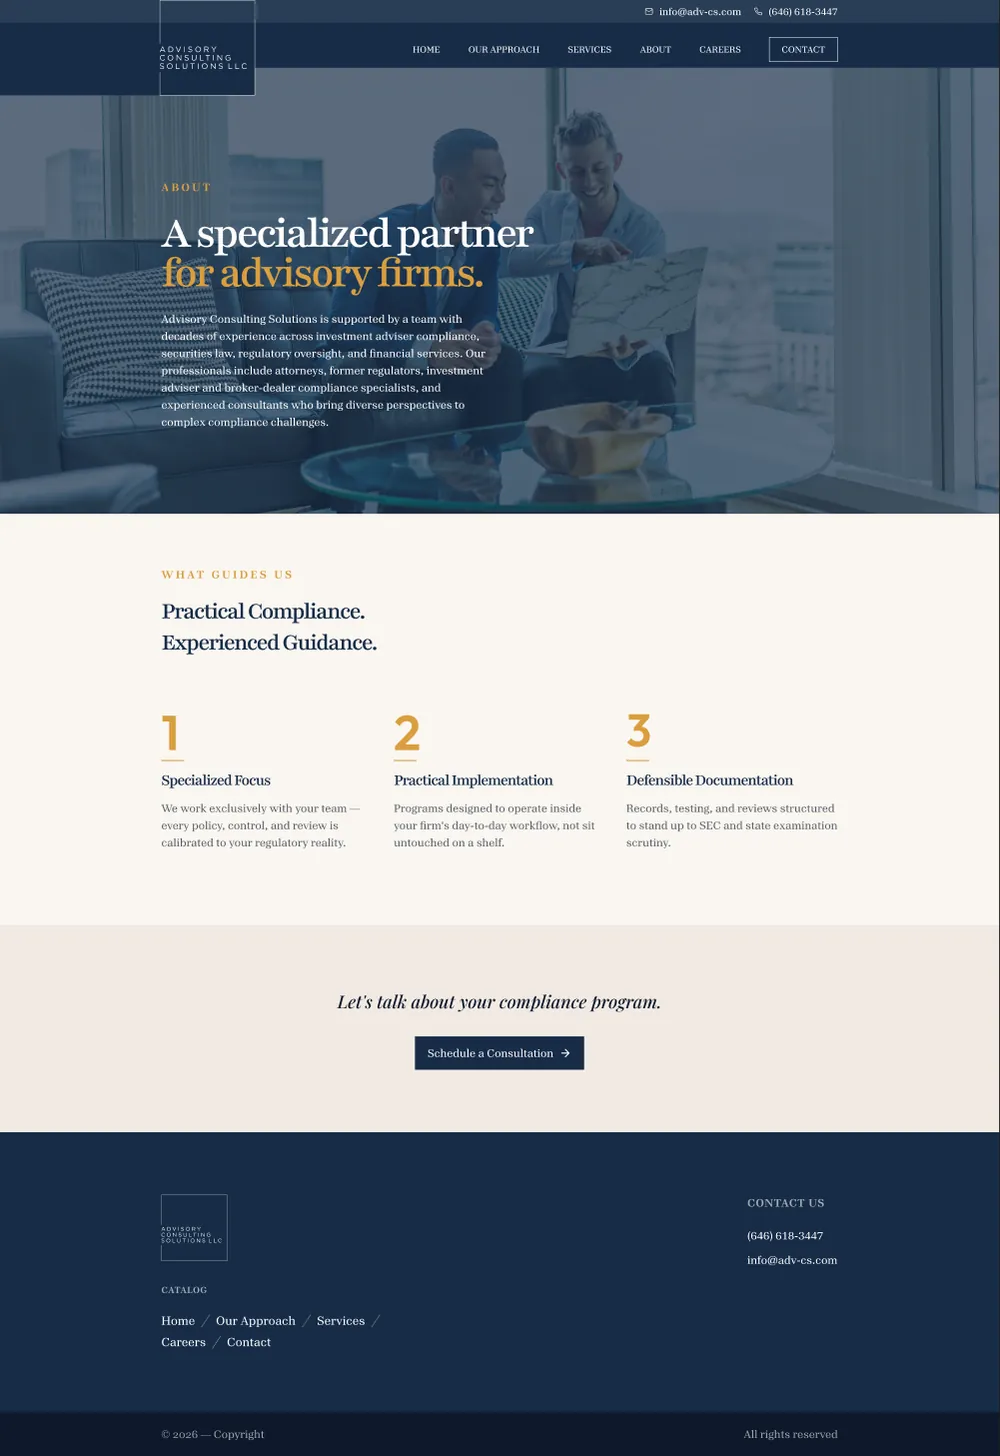 info@adv-cs.com (646) 618-3447
ADVISORY
CONSULTING
SOLUTIONS LLC
HOME OUR APPROACH SERVICES ABOUT CAREERS CONTACT
ABOUT
A specialized partner
for advisory firms.
Advisory Consulting Solutions is supported by a team with
decades of experience across investment adviser compliance,
securities law, regulatory oversight, and financial services. Our
professionals include attorneys, former regulators, investment
adviser and broker-dealer compliance specialists, and
experienced consultants who bring diverse perspectives to
complex compliance challenges.
WHAT GUIDES US
Practical Compliance.
Experienced Guidance.
1
Specialized Focus
We work exclusively with your team —
every policy, control, and review is
calibrated to your regulatory reality.
2
Practical Implementation
Programs designed to operate inside
your firm's day-to-day workflow, not sit
untouched on a shelf.
3
Defensible Documentation
Records, testing, and reviews structured
to stand up to SEC and state examination
scrutiny.
Let's talk about your compliance program.
Schedule a Consultation →
ADVISORY
CONSULTING
SOLUTIONS LLC
CATALOG
Home / Our Approach / Services /
Careers / Contact
CONTACT US
(646) 618-3447
info@adv-cs.com
© 2026 — Copyright
All rights reserved